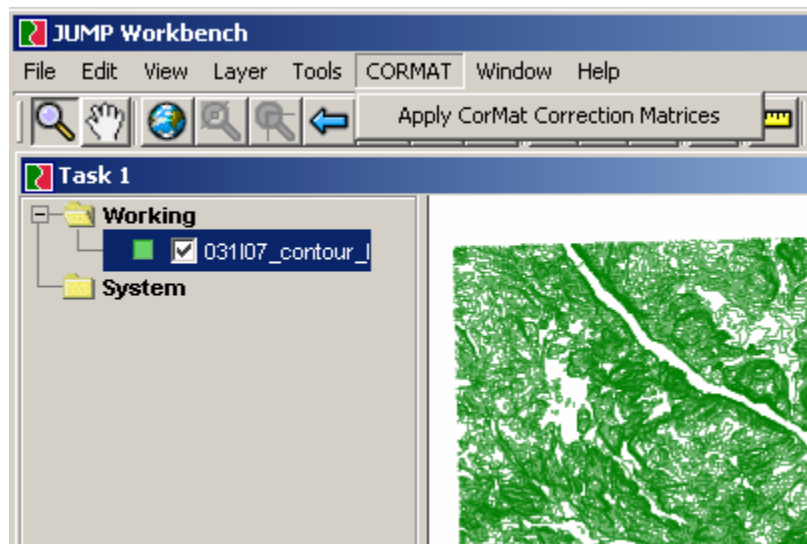 JUMP Workbench
File Edit View Layer Tools CORMAT Window Help
Apply CorMat Correction Matrices
Task 1
Working
031I07_contour_l
System